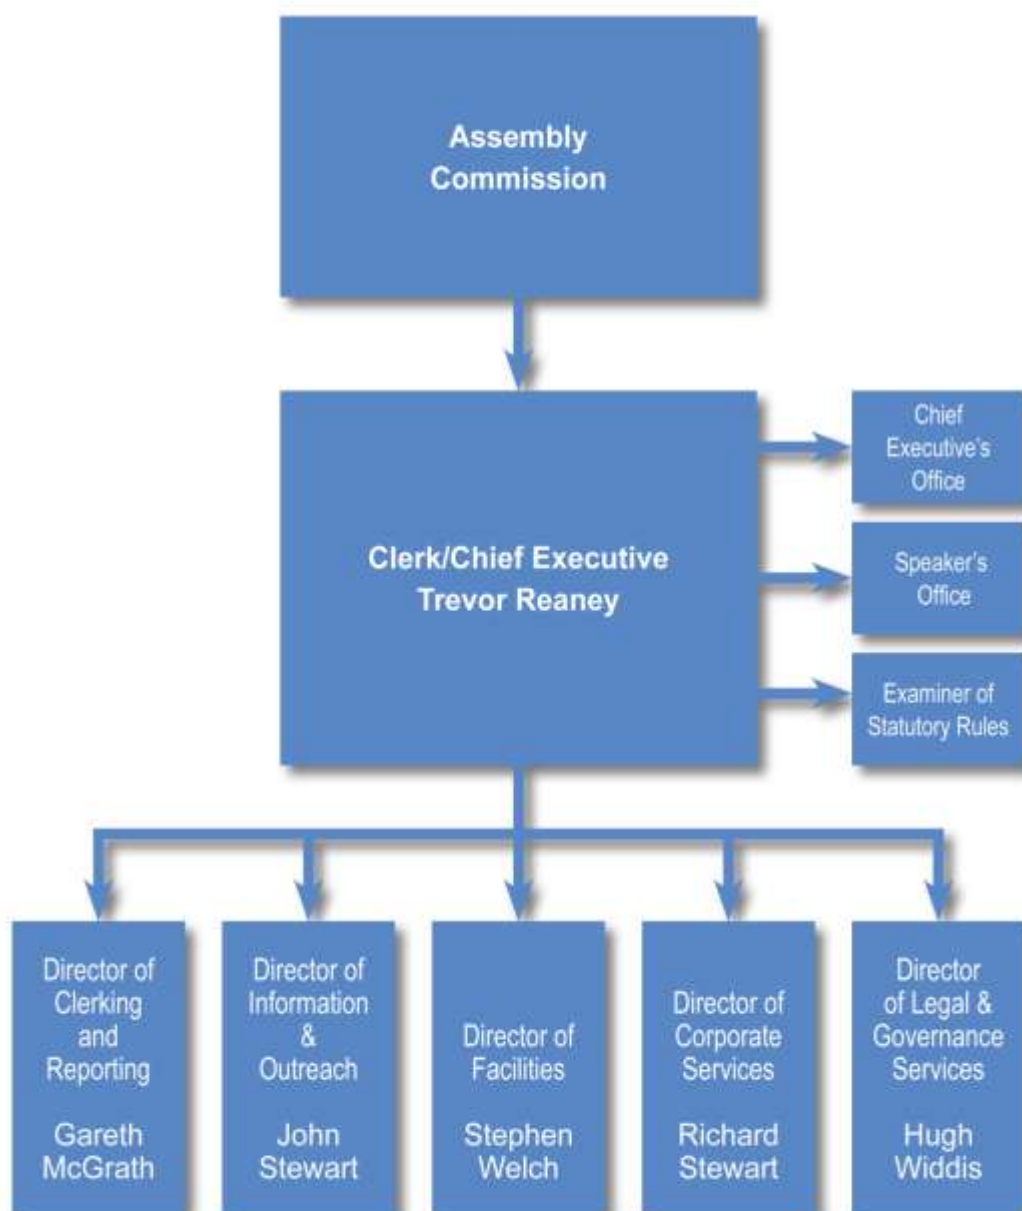 Assembly
Commission
Clerk/Chief Executive
Trevor Reaney
Chief
Executive's
Office
Speaker's
Office
Examiner of
Statutory Rules
Director of
Clerking
and
Reporting
Gareth
McGrath
Director of
Information
&
Outreach
John
Stewart
Director of
Facilities
Stephen
Welch
Director of
Corporate
Services
Richard
Stewart
Director
of Legal &
Governance
Services
Hugh
Widdis